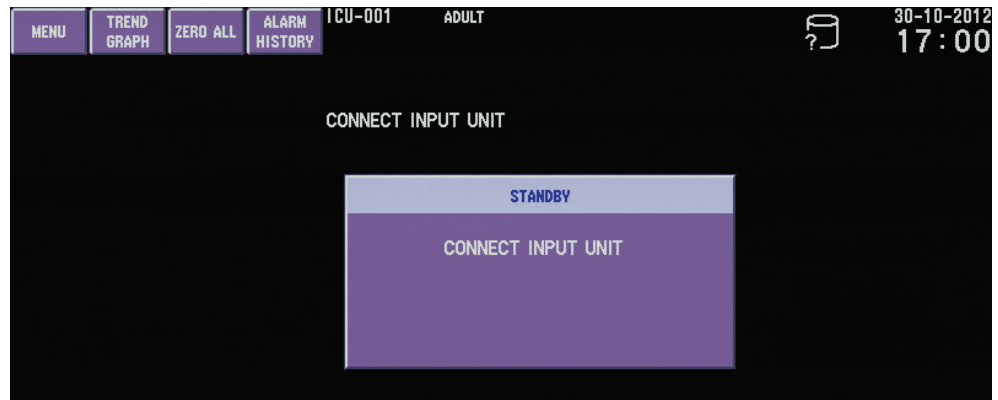 MENU
TREND
GRAPH
ZERO ALL
ALARM
HISTORY
ICU-001
ADULT
?
30-10-2012
17:00
CONNECT INPUT UNIT
STANDBY
CONNECT INPUT UNIT